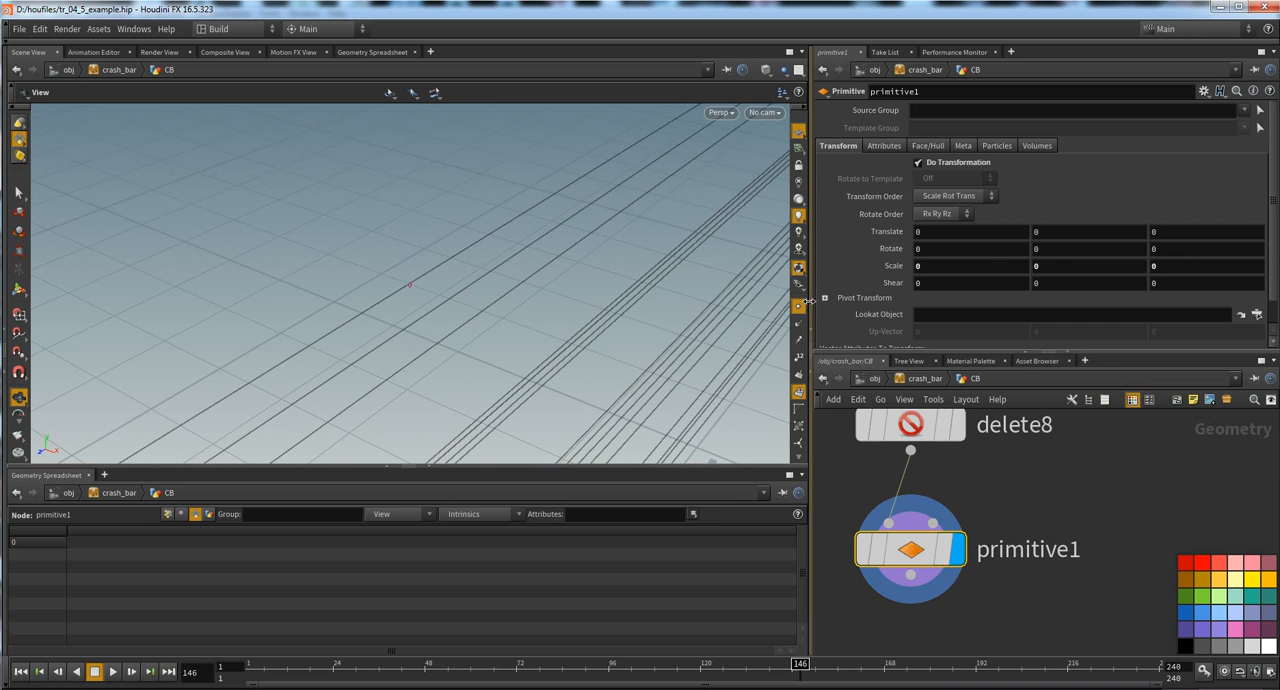 D:/houfiles/tr_04_5_example.hip - Houdini FX 16.5.323
File Edit Render Assets Windows Help Build Main Main
Scene View Animation Editor Render View Composite View Motion FX View Geometry Spreadsheet
obj crash_bar CB
View
Persp No cam
primitive1 Take List Performance Monitor
obj crash_bar CB
Primitive primitive1
Source Group
Template Group
Transform Attributes Face/Hull Meta Particles Volumes
Do Transformation
Rotate to Template Off
Transform Order Scale Rot Trans
Rotate Order Rx Ry Rz
Translate 0 0 0
Rotate 0 0 0
Scale 0 0 0
Shear 0 0 0
Pivot Transform
Lookat Object
Up-Vector 0 0 0
/obj/crash_bar/CB Tree View Material Palette Asset Browser
obj crash_bar CB
Add Edit Go View Tools Layout Help
delete8
Geometry
primitive1
Geometry Spreadsheet
obj crash_bar CB
Node: primitive1 Group: View Intrinsics Attributes:
0
146 1 1 24 48 72 96 120 146 168 192 216 2 240
1 240